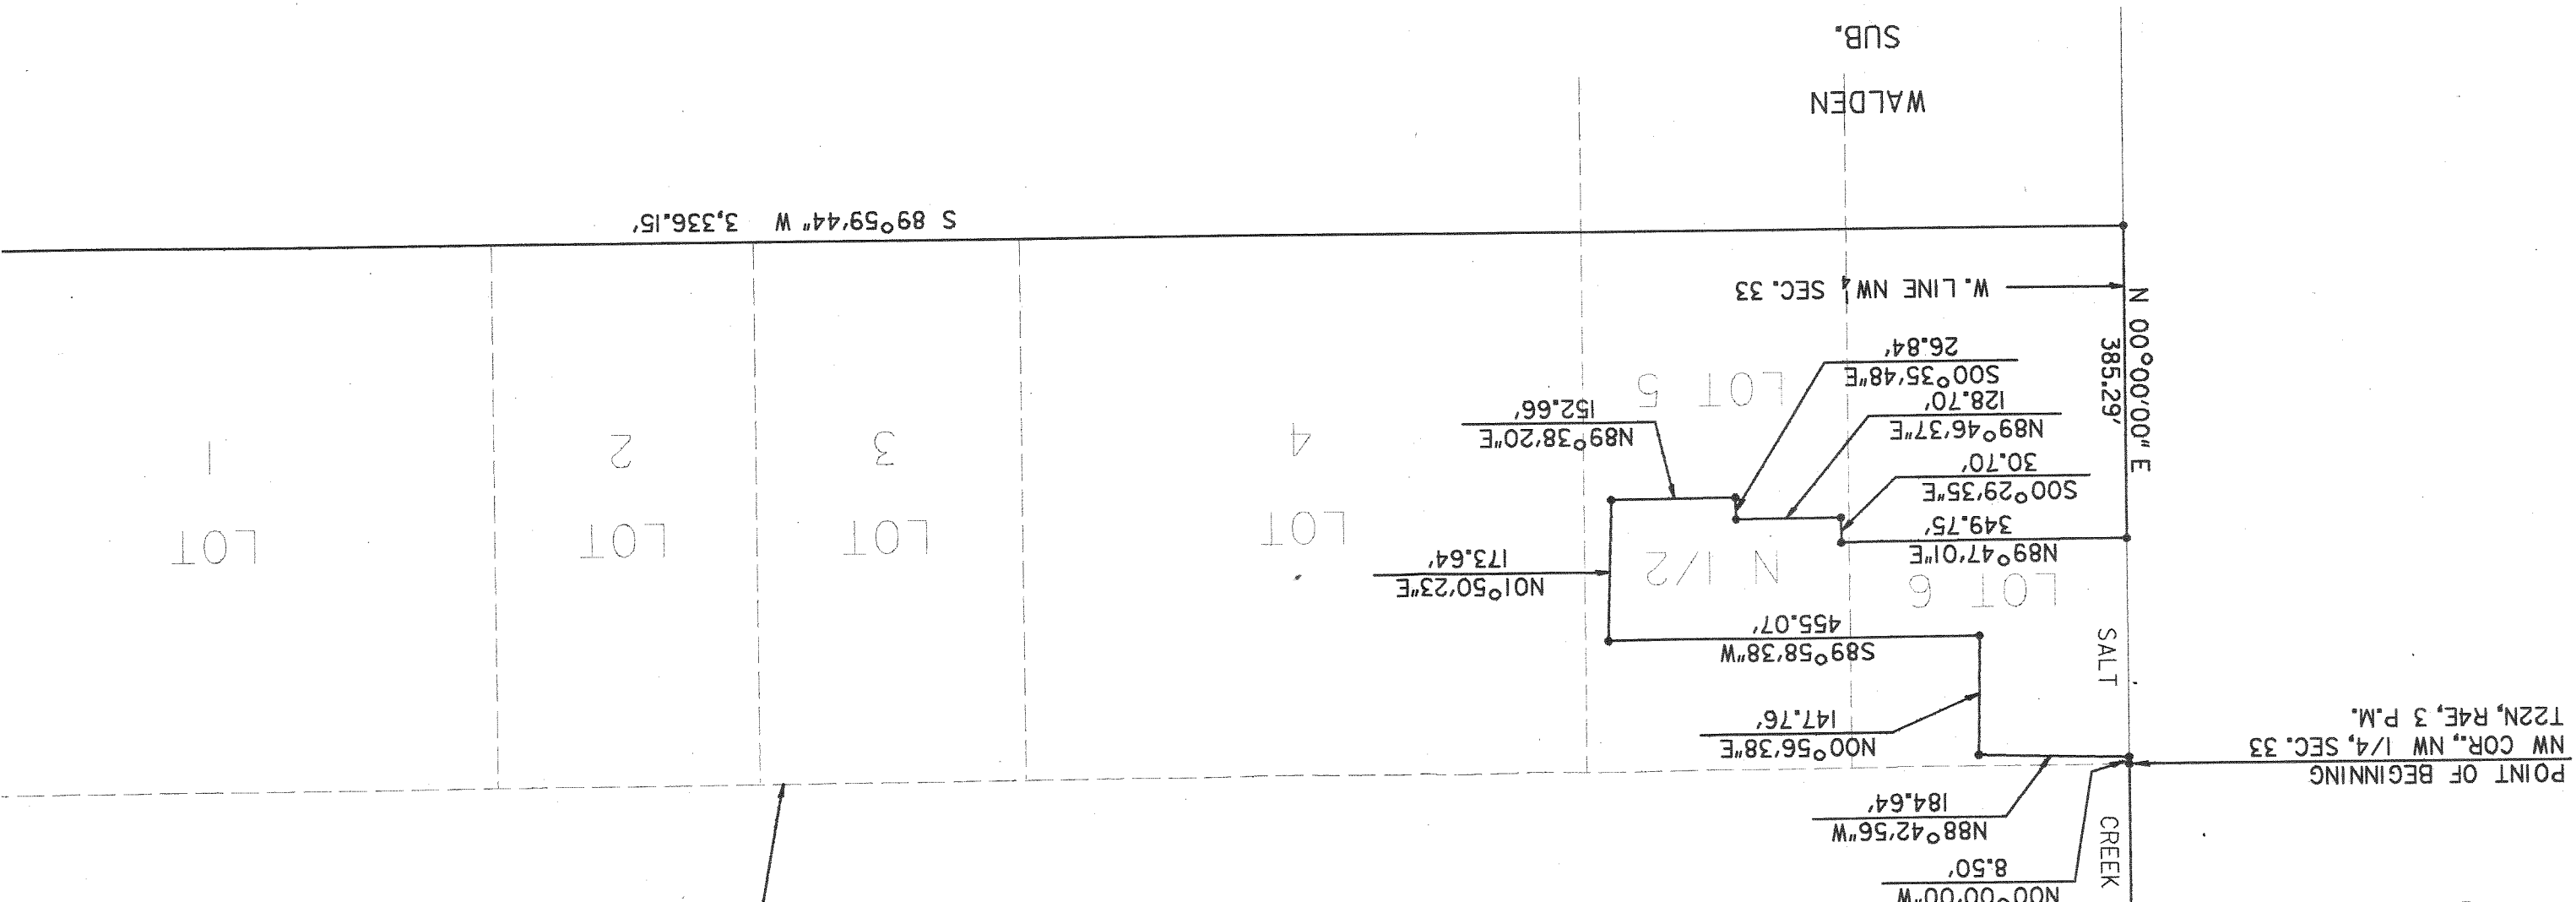 N00°00'00"W
8.50'
CREEK
N88°42'56"W
184.64'
POINT OF BEGINNING
NW COR., NW 1/4, SEC. 33
T22N, R4E, 3 P.M.
N00°56'38"E
147.76'
SALT
S89°58'38"W
455.07'
LOT 6
N 1/2
N01°50'23"E
173.64'
N89°47'01"E
349.75'
S00°29'35"E
30.70'
N89°46'37"E
128.70'
S00°35'48"E
26.84'
N89°38'20"E
152.66'
LOT 5
LOT
4
LOT
3
LOT
2
LOT
1
N 00°00'00" E
385.29'
W. LINE NW 4 SEC. 33
S 89°59'44" W 3,336.15'
WALDEN
SUB.